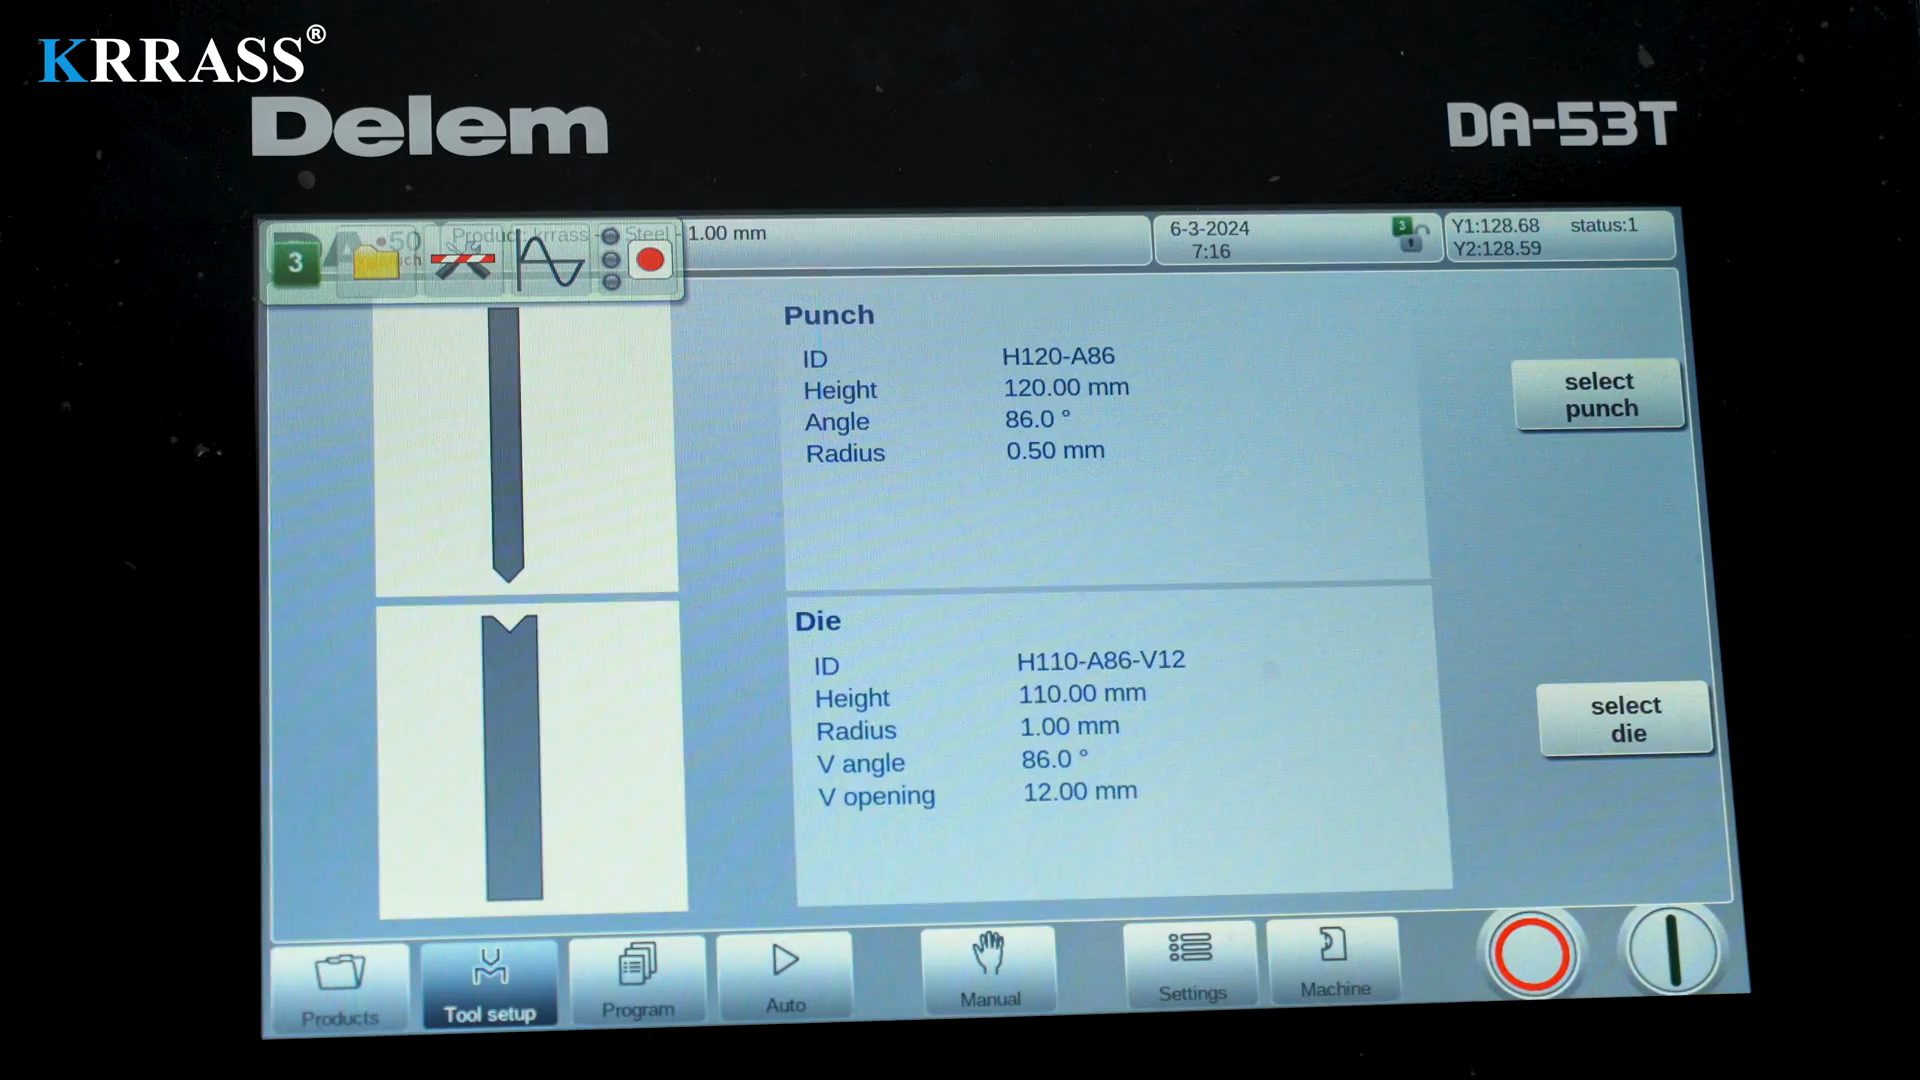 KRRASS®
Delem
DA-53T
3
Product: krrass - Steel - 1.00 mm
6-3-2024
7:16
3
Y1:128.68 status:1
Y2:128.59
Punch
ID H120-A86
Height 120.00 mm
Angle 86.0 °
Radius 0.50 mm
select
punch
Die
ID H110-A86-V12
Height 110.00 mm
Radius 1.00 mm
V angle 86.0 °
V opening 12.00 mm
select
die
Products
Tool setup
Program
Auto
Manual
Settings
Machine